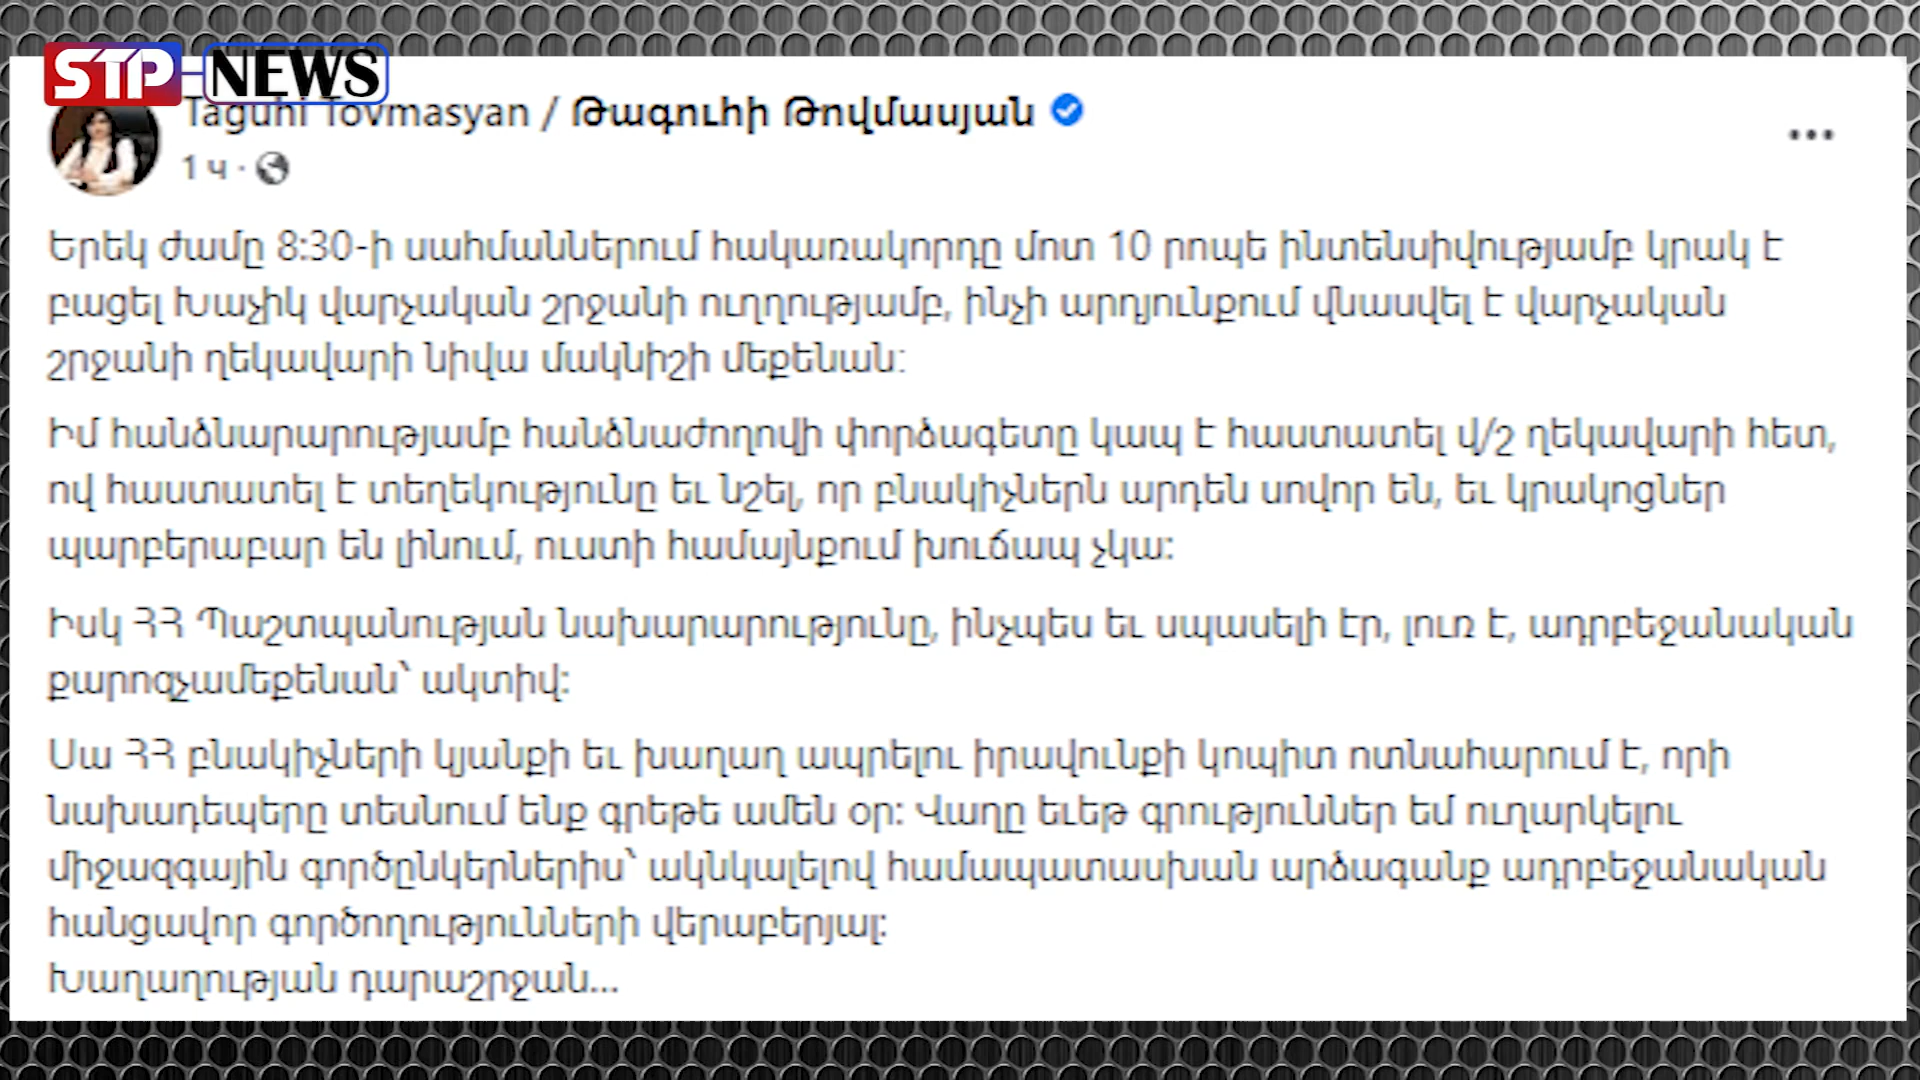 STP NEWS
Taguhi Tovmasyan / Թագուհի Թովմասյան
1 ч ·
Երեկ ժամը 8:30-ի սահմաններում հակառակորդը մոտ 10 րոպե ինտենսիվությամբ կրակ է
բացել Խաչիկ վարչական շրջանի ուղղությամբ, ինչի արդյունքում վնասվել է վարչական
շրջանի ղեկավարի նիվա մակնիշի մեքենան։
Իմ հանձնարարությամբ հանձնաժողովի փորձագետը կապ է հաստատել վ/շ ղեկավարի հետ,
ով հաստատել է տեղեկությունը եւ նշել, որ բնակիչներն արդեն սովոր են, եւ կրակոցներ
պարբերաբար են լինում, ուստի համայնքում խուճապ չկա:
Իսկ ՀՀ Պաշտպանության նախարարությունը, ինչպես եւ սպասելի էր, լուռ է, ադրբեջանական
քարոզչամեքենան՝ ակտիվ:
Սա ՀՀ բնակիչների կյանքի եւ խաղաղ ապրելու իրավունքի կոպիտ ոտնահարում է, որի
նախադեպերը տեսնում ենք գրեթե ամեն օր: Վաղը եւեթ գրություններ եմ ուղարկելու
միջազգային գործընկերներիս՝ ակնկալելով համապատասխան արձագանք ադրբեջանական
հանցավոր գործողությունների վերաբերյալ:
Խաղաղության դարաշրջան...